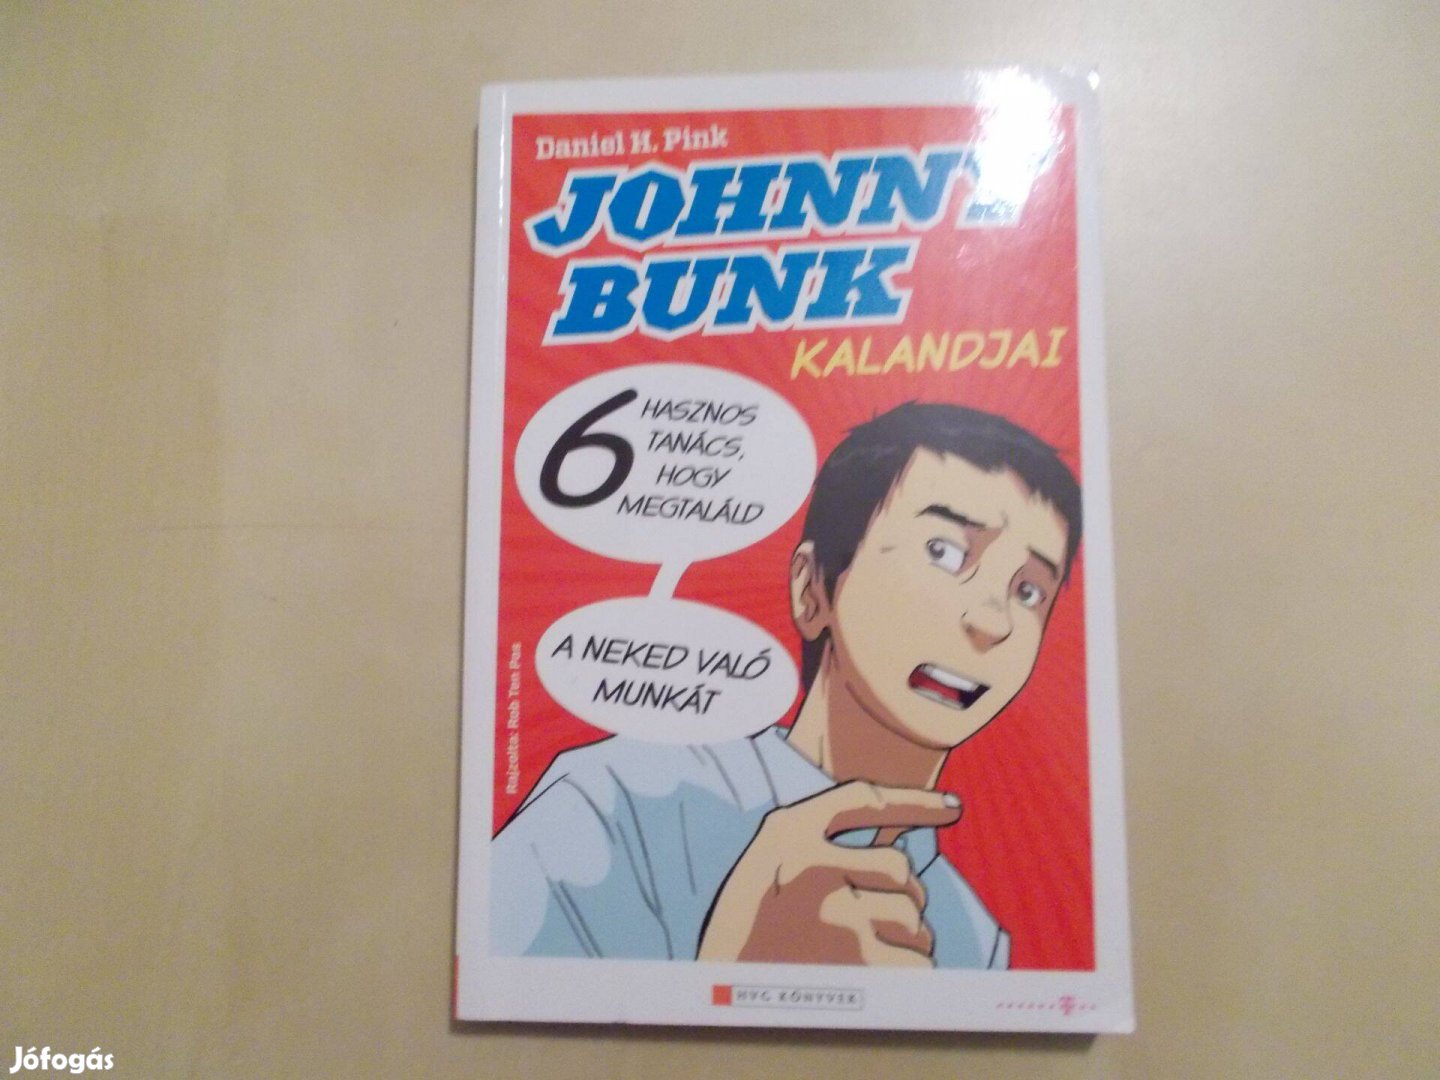 Daniel H. Pink
JOHNNY
BUNK
KALANDJAI
6 HASZNOS
TANÁCS,
HOGY
MEGTALÁLD
A NEKED VALÓ
MUNKÁT
Rajzolta: Rob Ten Pas
HVG KÖNYVEK
Jófogás